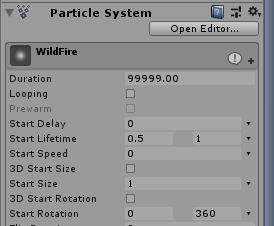 Particle System
Open Editor...
WildFire
Duration 99999.00
Looping
Prewarm
Start Delay 0
Start Lifetime 0.5 1
Start Speed 0
3D Start Size
Start Size 1
3D Start Rotation
Start Rotation 0 360